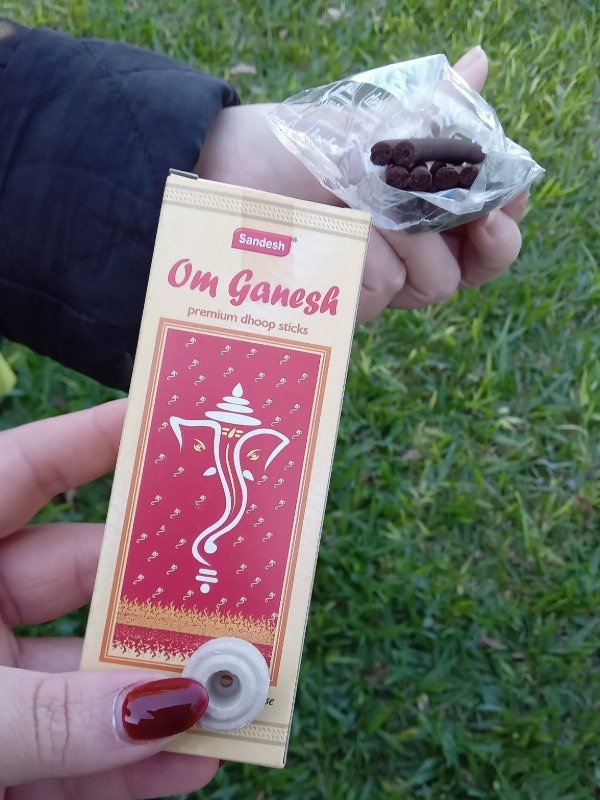 Sandesh
Om Ganesh
premium dhoop sticks